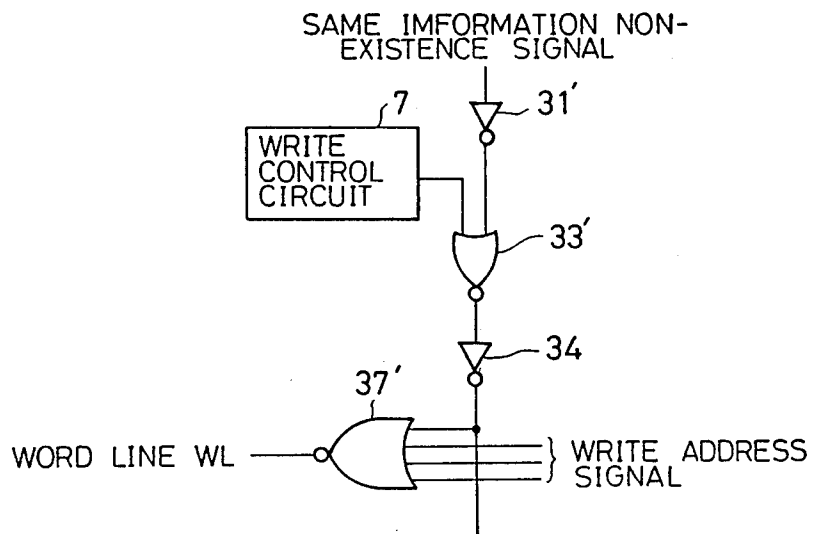 SAME IMFORMATION NON-
EXISTENCE SIGNAL
31'
7
WRITE
CONTROL
CIRCUIT
33'
34
37'
WORD LINE WL
WRITE ADDRESS
SIGNAL